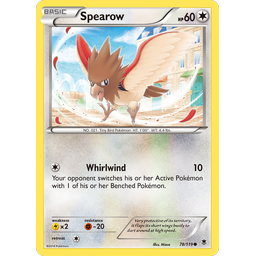 BASIC
Spearow
HP60
NO. 021 Tiny Bird Pokémon HT: 1'00" WT: 4.4 lbs.
Whirlwind 10
Your opponent switches his or her Active Pokémon
with 1 of his or her Benched Pokémon.
weakness
×2
resistance
-20
retreat
Very protective of its territory,
it flaps its short wings busily to
dart around at high speed.
Illus. Hitoe
78/119